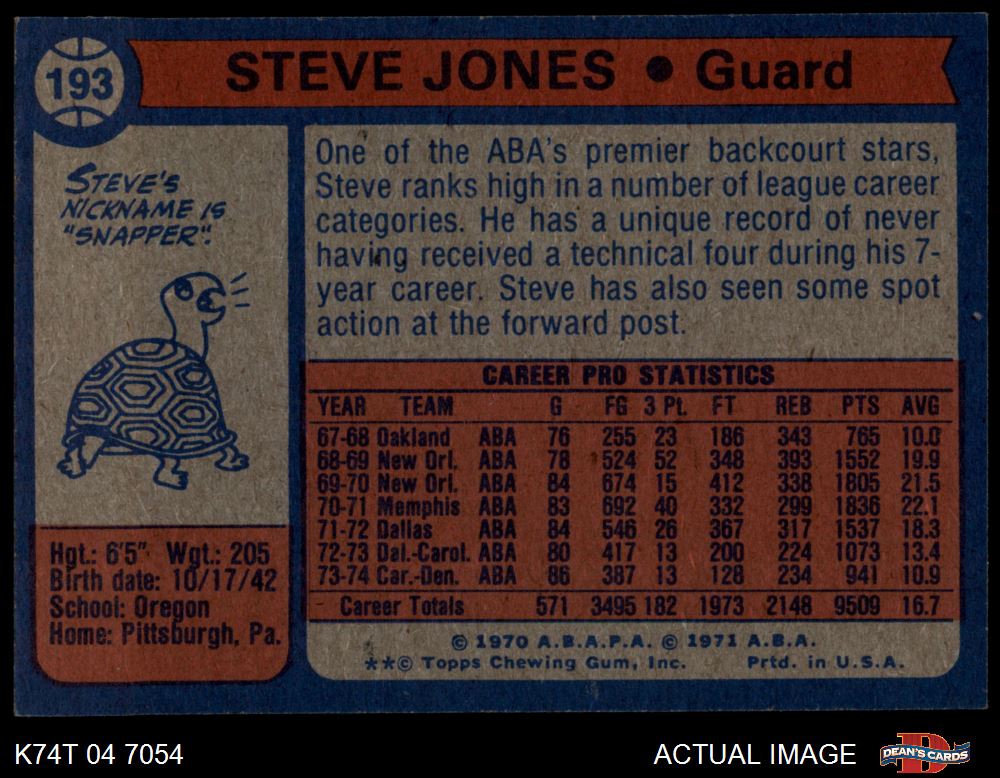 193
STEVE JONES • Guard
STEVE'S
NICKNAME IS
"SNAPPER".
One of the ABA's premier backcourt stars,
Steve ranks high in a number of league career
categories. He has a unique record of never
having received a technical four during his 7-
year career. Steve has also seen some spot
action at the forward post.
CAREER PRO STATISTICS
YEAR TEAM G FG 3 Pt. FT REB PTS AVG
67-68 Oakland ABA 76 255 23 186 343 765 10.0
68-69 New Orl. ABA 78 524 52 348 393 1552 19.9
69-70 New Orl. ABA 84 674 15 412 338 1805 21.5
70-71 Memphis ABA 83 692 40 332 299 1836 22.1
71-72 Dallas ABA 84 546 26 367 317 1537 18.3
72-73 Dal.-Carol. ABA 80 417 13 200 224 1073 13.4
73-74 Car.-Den. ABA 86 387 13 128 234 941 10.9
Career Totals 571 3495 182 1973 2148 9509 16.7
Hgt.: 6'5" Wgt.: 205
Birth date: 10/17/42
School: Oregon
Home: Pittsburgh, Pa.
© 1970 A.B.A.P.A. © 1971 A.B.A.
**© Topps Chewing Gum, Inc. Prtd. in U.S.A.
K74T 04 7054
ACTUAL IMAGE
D
DEAN'S CARDS